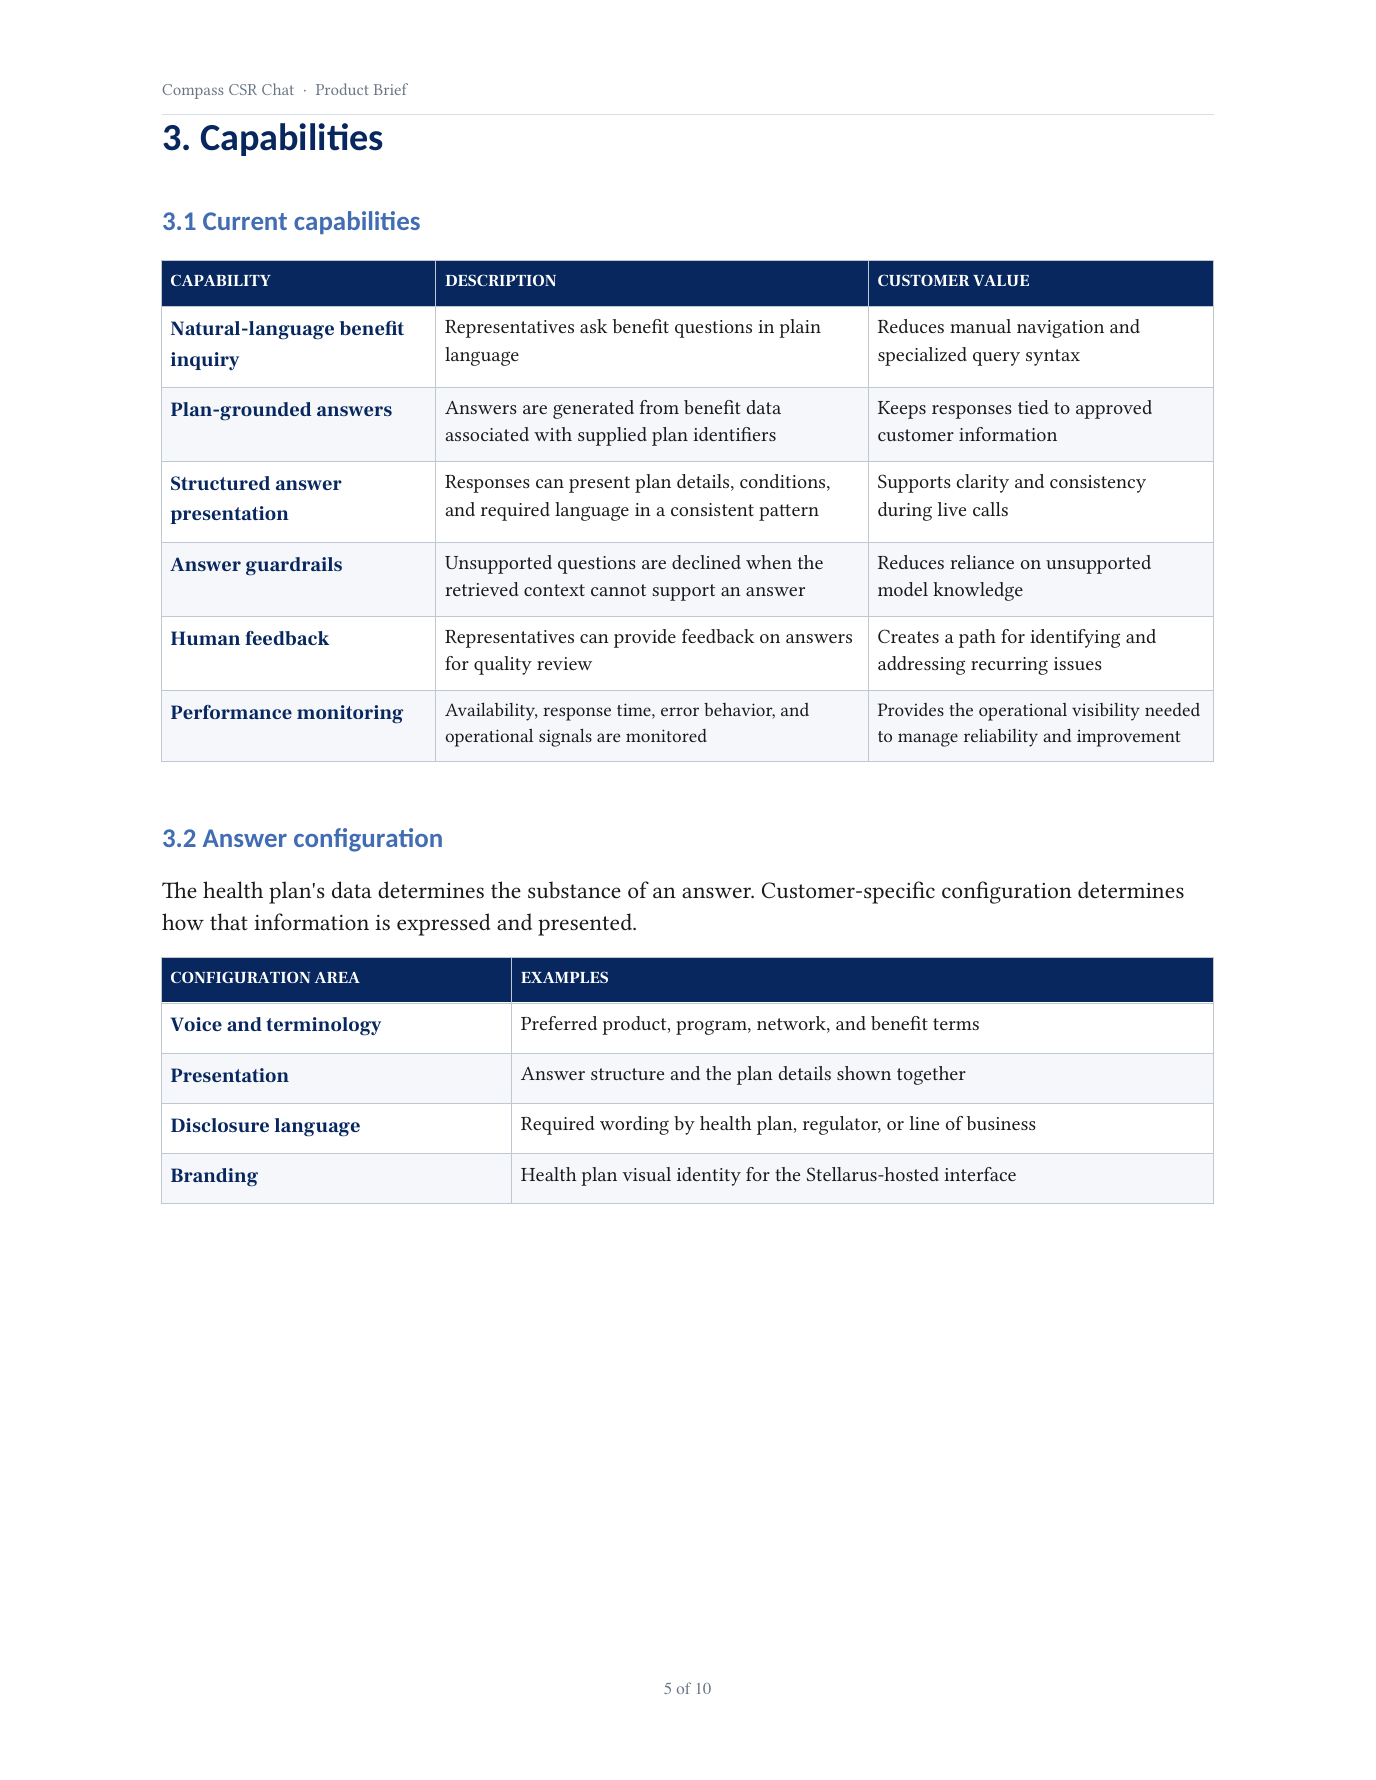 Compass CSR Chat · Product Brief
3. Capabilities
3.1 Current capabilities
CAPABILITY DESCRIPTION CUSTOMER VALUE
Natural-language benefit inquiry Representatives ask benefit questions in plain language Reduces manual navigation and specialized query syntax
Plan-grounded answers Answers are generated from benefit data associated with supplied plan identifiers Keeps responses tied to approved customer information
Structured answer presentation Responses can present plan details, conditions, and required language in a consistent pattern Supports clarity and consistency during live calls
Answer guardrails Unsupported questions are declined when the retrieved context cannot support an answer Reduces reliance on unsupported model knowledge
Human feedback Representatives can provide feedback on answers for quality review Creates a path for identifying and addressing recurring issues
Performance monitoring Availability, response time, error behavior, and operational signals are monitored Provides the operational visibility needed to manage reliability and improvement
3.2 Answer configuration
The health plan's data determines the substance of an answer. Customer-specific configuration determines
how that information is expressed and presented.
CONFIGURATION AREA EXAMPLES
Voice and terminology Preferred product, program, network, and benefit terms
Presentation Answer structure and the plan details shown together
Disclosure language Required wording by health plan, regulator, or line of business
Branding Health plan visual identity for the Stellarus-hosted interface
5 of 10